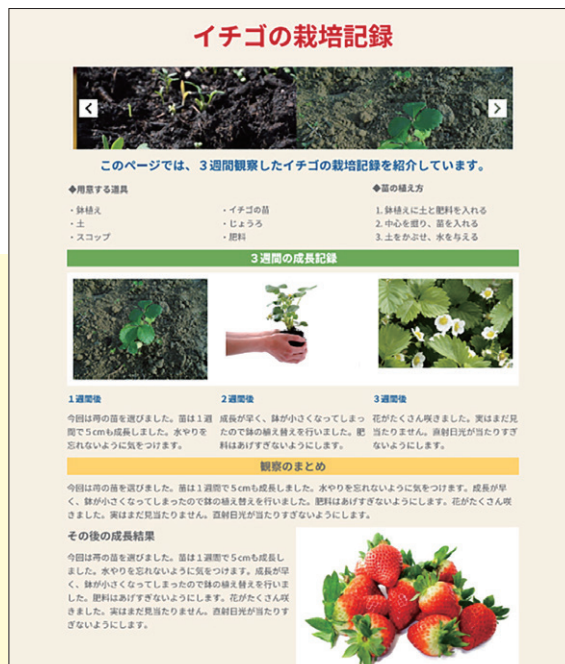 イチゴの栽培記録
このページでは、3週間観察したイチゴの栽培記録を紹介しています。
◆用意する道具
・鉢植え
・土
・スコップ
・イチゴの苗
・じょうろ
・肥料
◆苗の植え方
1. 鉢植えに土と肥料を入れる
2. 中心を掘り、苗を入れる
3. 土をかぶせ、水を与える
3週間の成長記録
1週間後
今回は苺の苗を選びました。苗は1週
間で5cmも成長しました。水やりを
忘れないように気をつけます。
2週間後
成長が早く、鉢が小さくなってしまっ
たので鉢の植え替えを行いました。肥
料はあげすぎないようにします。
3週間後
花がたくさん咲きました。実はまだ見
当たりません。直射日光が当たりすぎ
ないようにします。
観察のまとめ
今回は苺の苗を選びました。苗は1週間で5cmも成長しました。水やりを忘れないように気をつけます。成長が早
く、鉢が小さくなってしまったので鉢の植え替えを行いました。肥料はあげすぎないようにします。花がたくさん咲
きました。実はまだ見当たりません。直射日光が当たりすぎないようにします。
その後の成長結果
今回は苺の苗を選びました。苗は1週間で5cmも成長し
ました。水やりを忘れないように気をつけます。成長が早
く、鉢が小さくなってしまったので鉢の植え替えを行いま
した。肥料はあげすぎないようにします。花がたくさん咲
きました。実はまだ見当たりません。直射日光が当たりす
ぎないようにします。